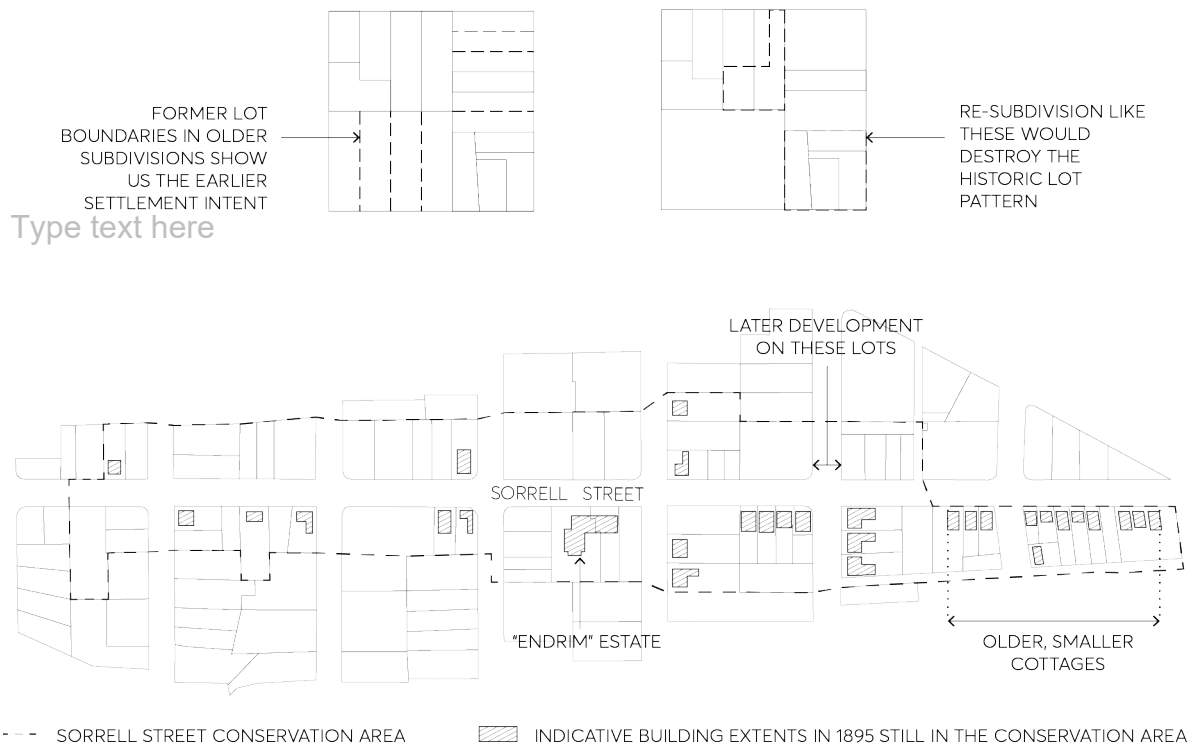 FORMER LOT
BOUNDARIES IN OLDER
SUBDIVISIONS SHOW
US THE EARLIER
SETTLEMENT INTENT
RE-SUBDIVISION LIKE
THESE WOULD
DESTROY THE
HISTORIC LOT
PATTERN
Type text here
LATER DEVELOPMENT
ON THESE LOTS
SORRELL STREET
"ENDRIM" ESTATE
OLDER, SMALLER
COTTAGES
SORRELL STREET CONSERVATION AREA
INDICATIVE BUILDING EXTENTS IN 1895 STILL IN THE CONSERVATION AREA